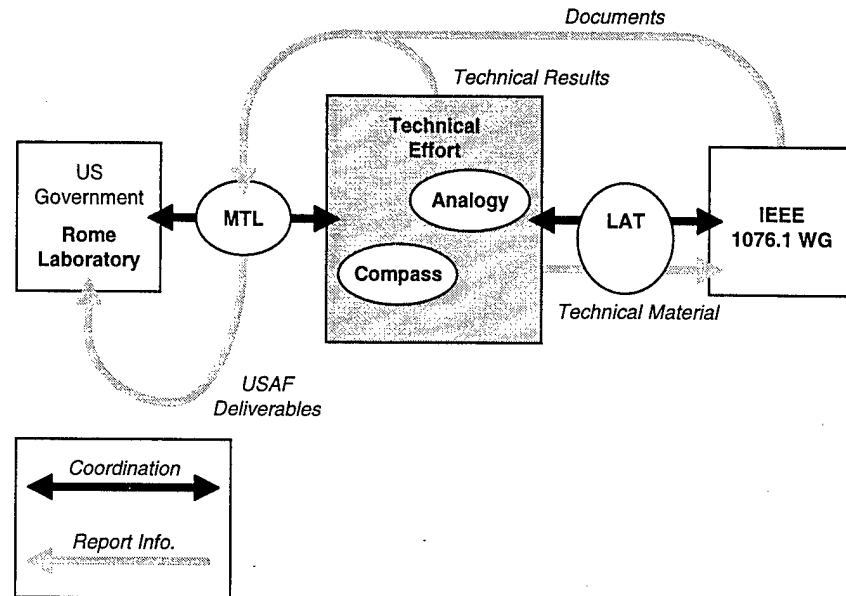 Documents
Technical Results
Technical
Effort
US
Government
Rome
Laboratory
MTL
Analogy
Compass
LAT
IEEE
1076.1 WG
Technical Material
USAF
Deliverables
Coordination
Report Info.